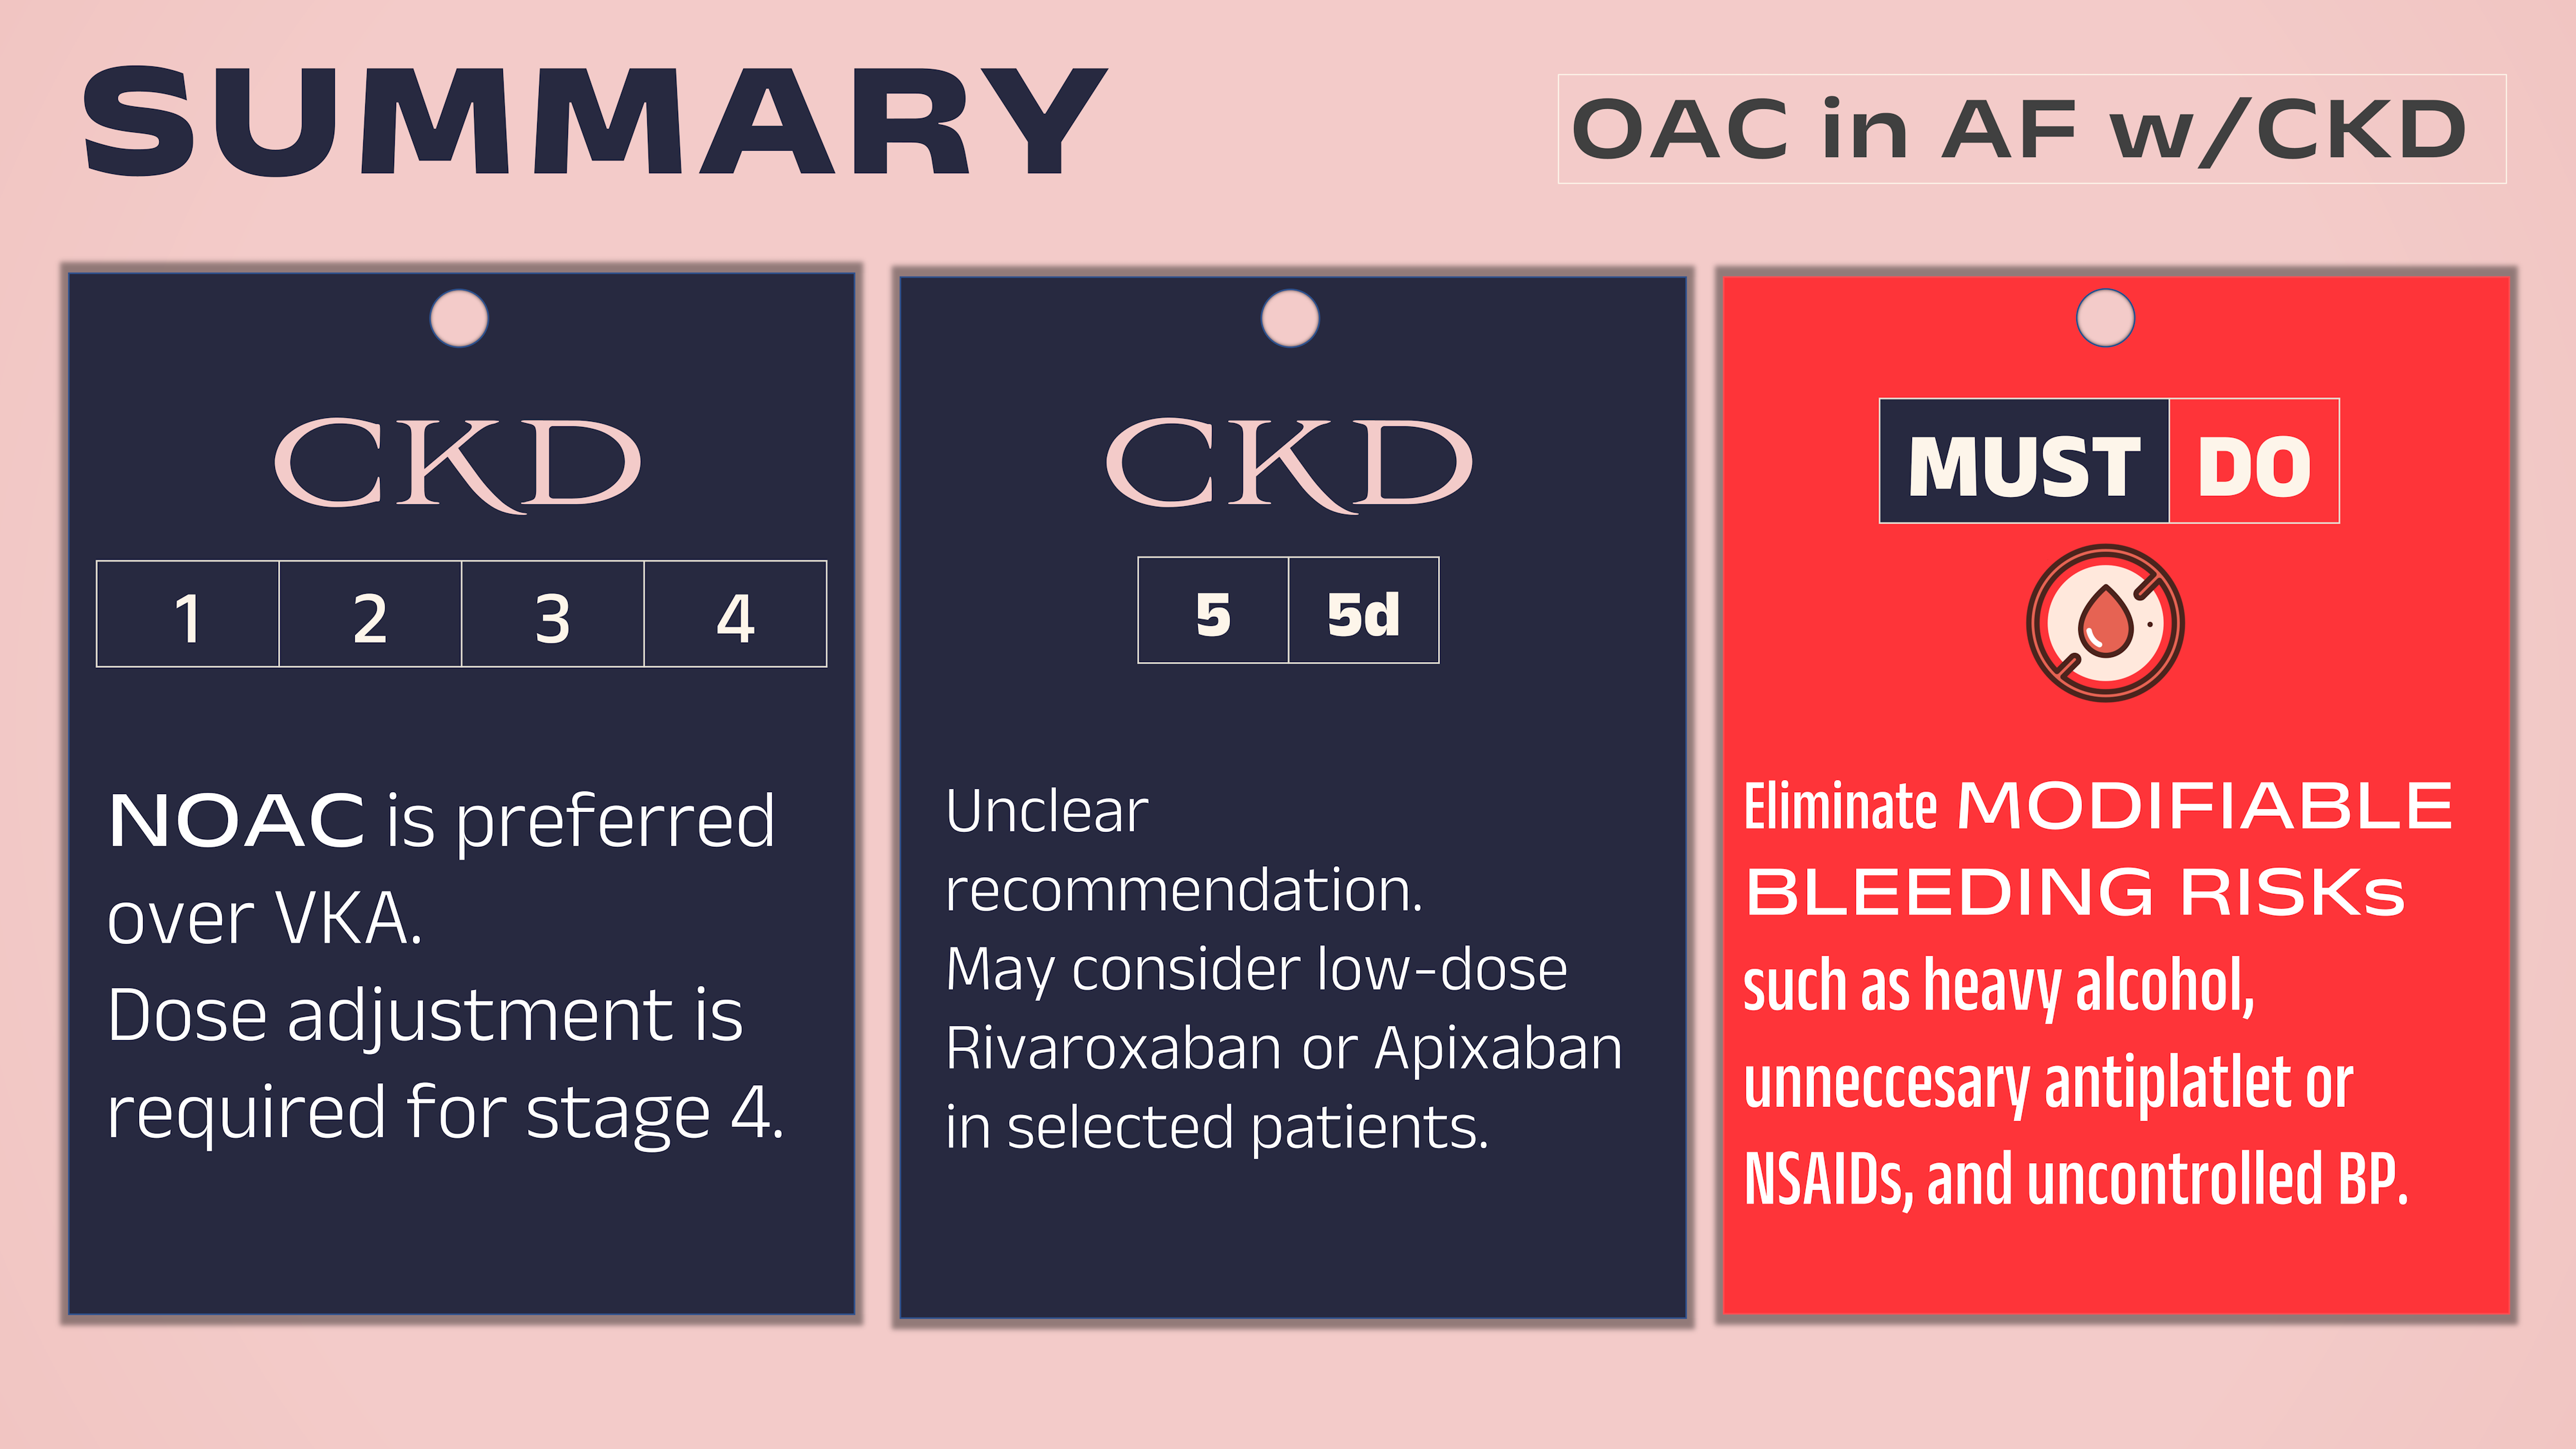 SUMMARY
OAC in AF w/CKD
CKD
1 2 3 4
NOAC is preferred
over VKA.
Dose adjustment is
required for stage 4.
CKD
5 5d
Unclear
recommendation.
May consider low-dose
Rivaroxaban or Apixaban
in selected patients.
MUST DO
Eliminate MODIFIABLE
BLEEDING RISKs
such as heavy alcohol,
unneccesary antiplatlet or
NSAIDs, and uncontrolled BP.